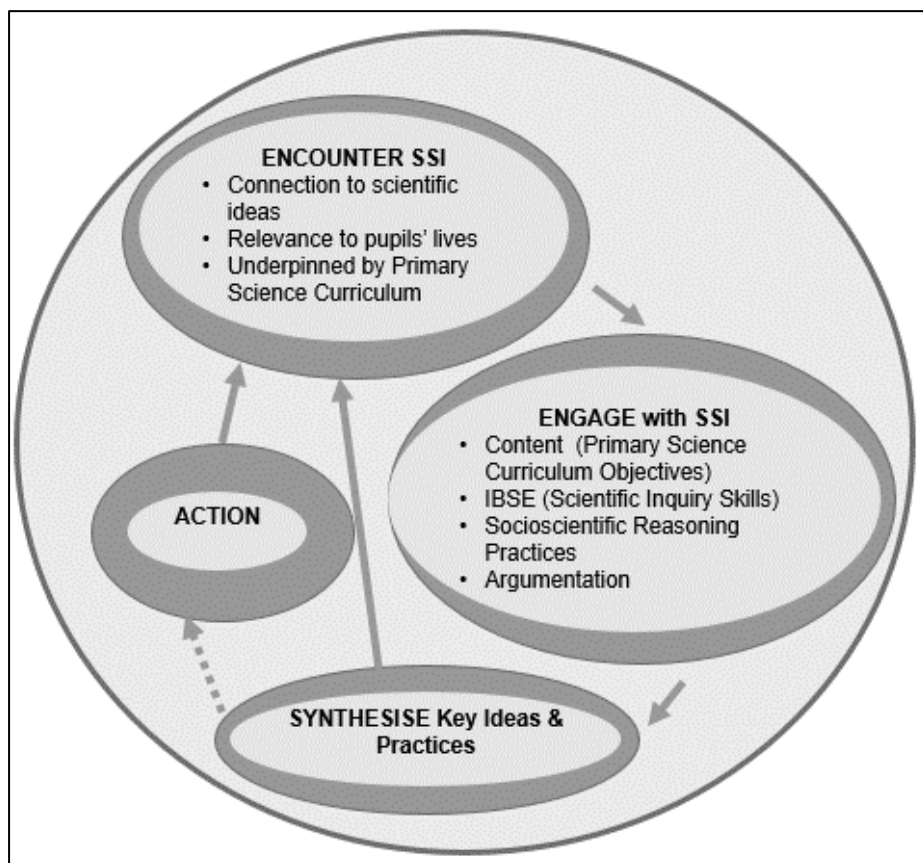 ENCOUNTER SSI
• Connection to scientific
ideas
• Relevance to pupils' lives
• Underpinned by Primary
Science Curriculum
ENGAGE with SSI
• Content (Primary Science
Curriculum Objectives)
• IBSE (Scientific Inquiry Skills)
• Socioscientific Reasoning
Practices
• Argumentation
ACTION
SYNTHESISE Key Ideas &
Practices